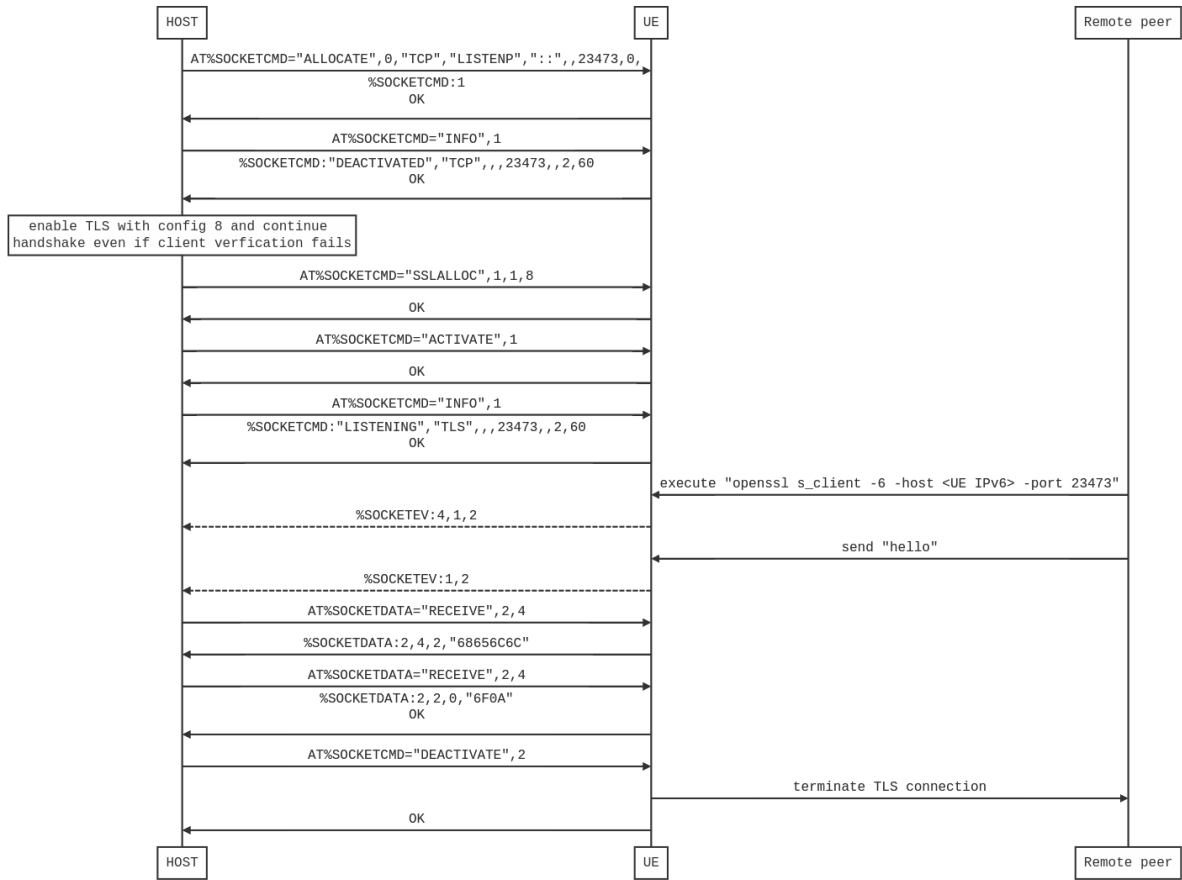 HOST UE Remote peer
AT%SOCKETCMD="ALLOCATE",0,"TCP","LISTENP","::",,23473,0,
%SOCKETCMD:1
OK
AT%SOCKETCMD="INFO",1
%SOCKETCMD:"DEACTIVATED","TCP",,,23473,,2,60
OK
enable TLS with config 8 and continue
handshake even if client verfication fails
AT%SOCKETCMD="SSLALLOC",1,1,8
OK
AT%SOCKETCMD="ACTIVATE",1
OK
AT%SOCKETCMD="INFO",1
%SOCKETCMD:"LISTENING","TLS",,,23473,,2,60
OK
execute "openssl s_client -6 -host <UE IPv6> -port 23473"
%SOCKETEV:4,1,2
send "hello"
%SOCKETEV:1,2
AT%SOCKETDATA="RECEIVE",2,4
%SOCKETDATA:2,4,2,"68656C6C"
AT%SOCKETDATA="RECEIVE",2,4
%SOCKETDATA:2,2,0,"6F0A"
OK
AT%SOCKETCMD="DEACTIVATE",2
terminate TLS connection
OK
HOST UE Remote peer